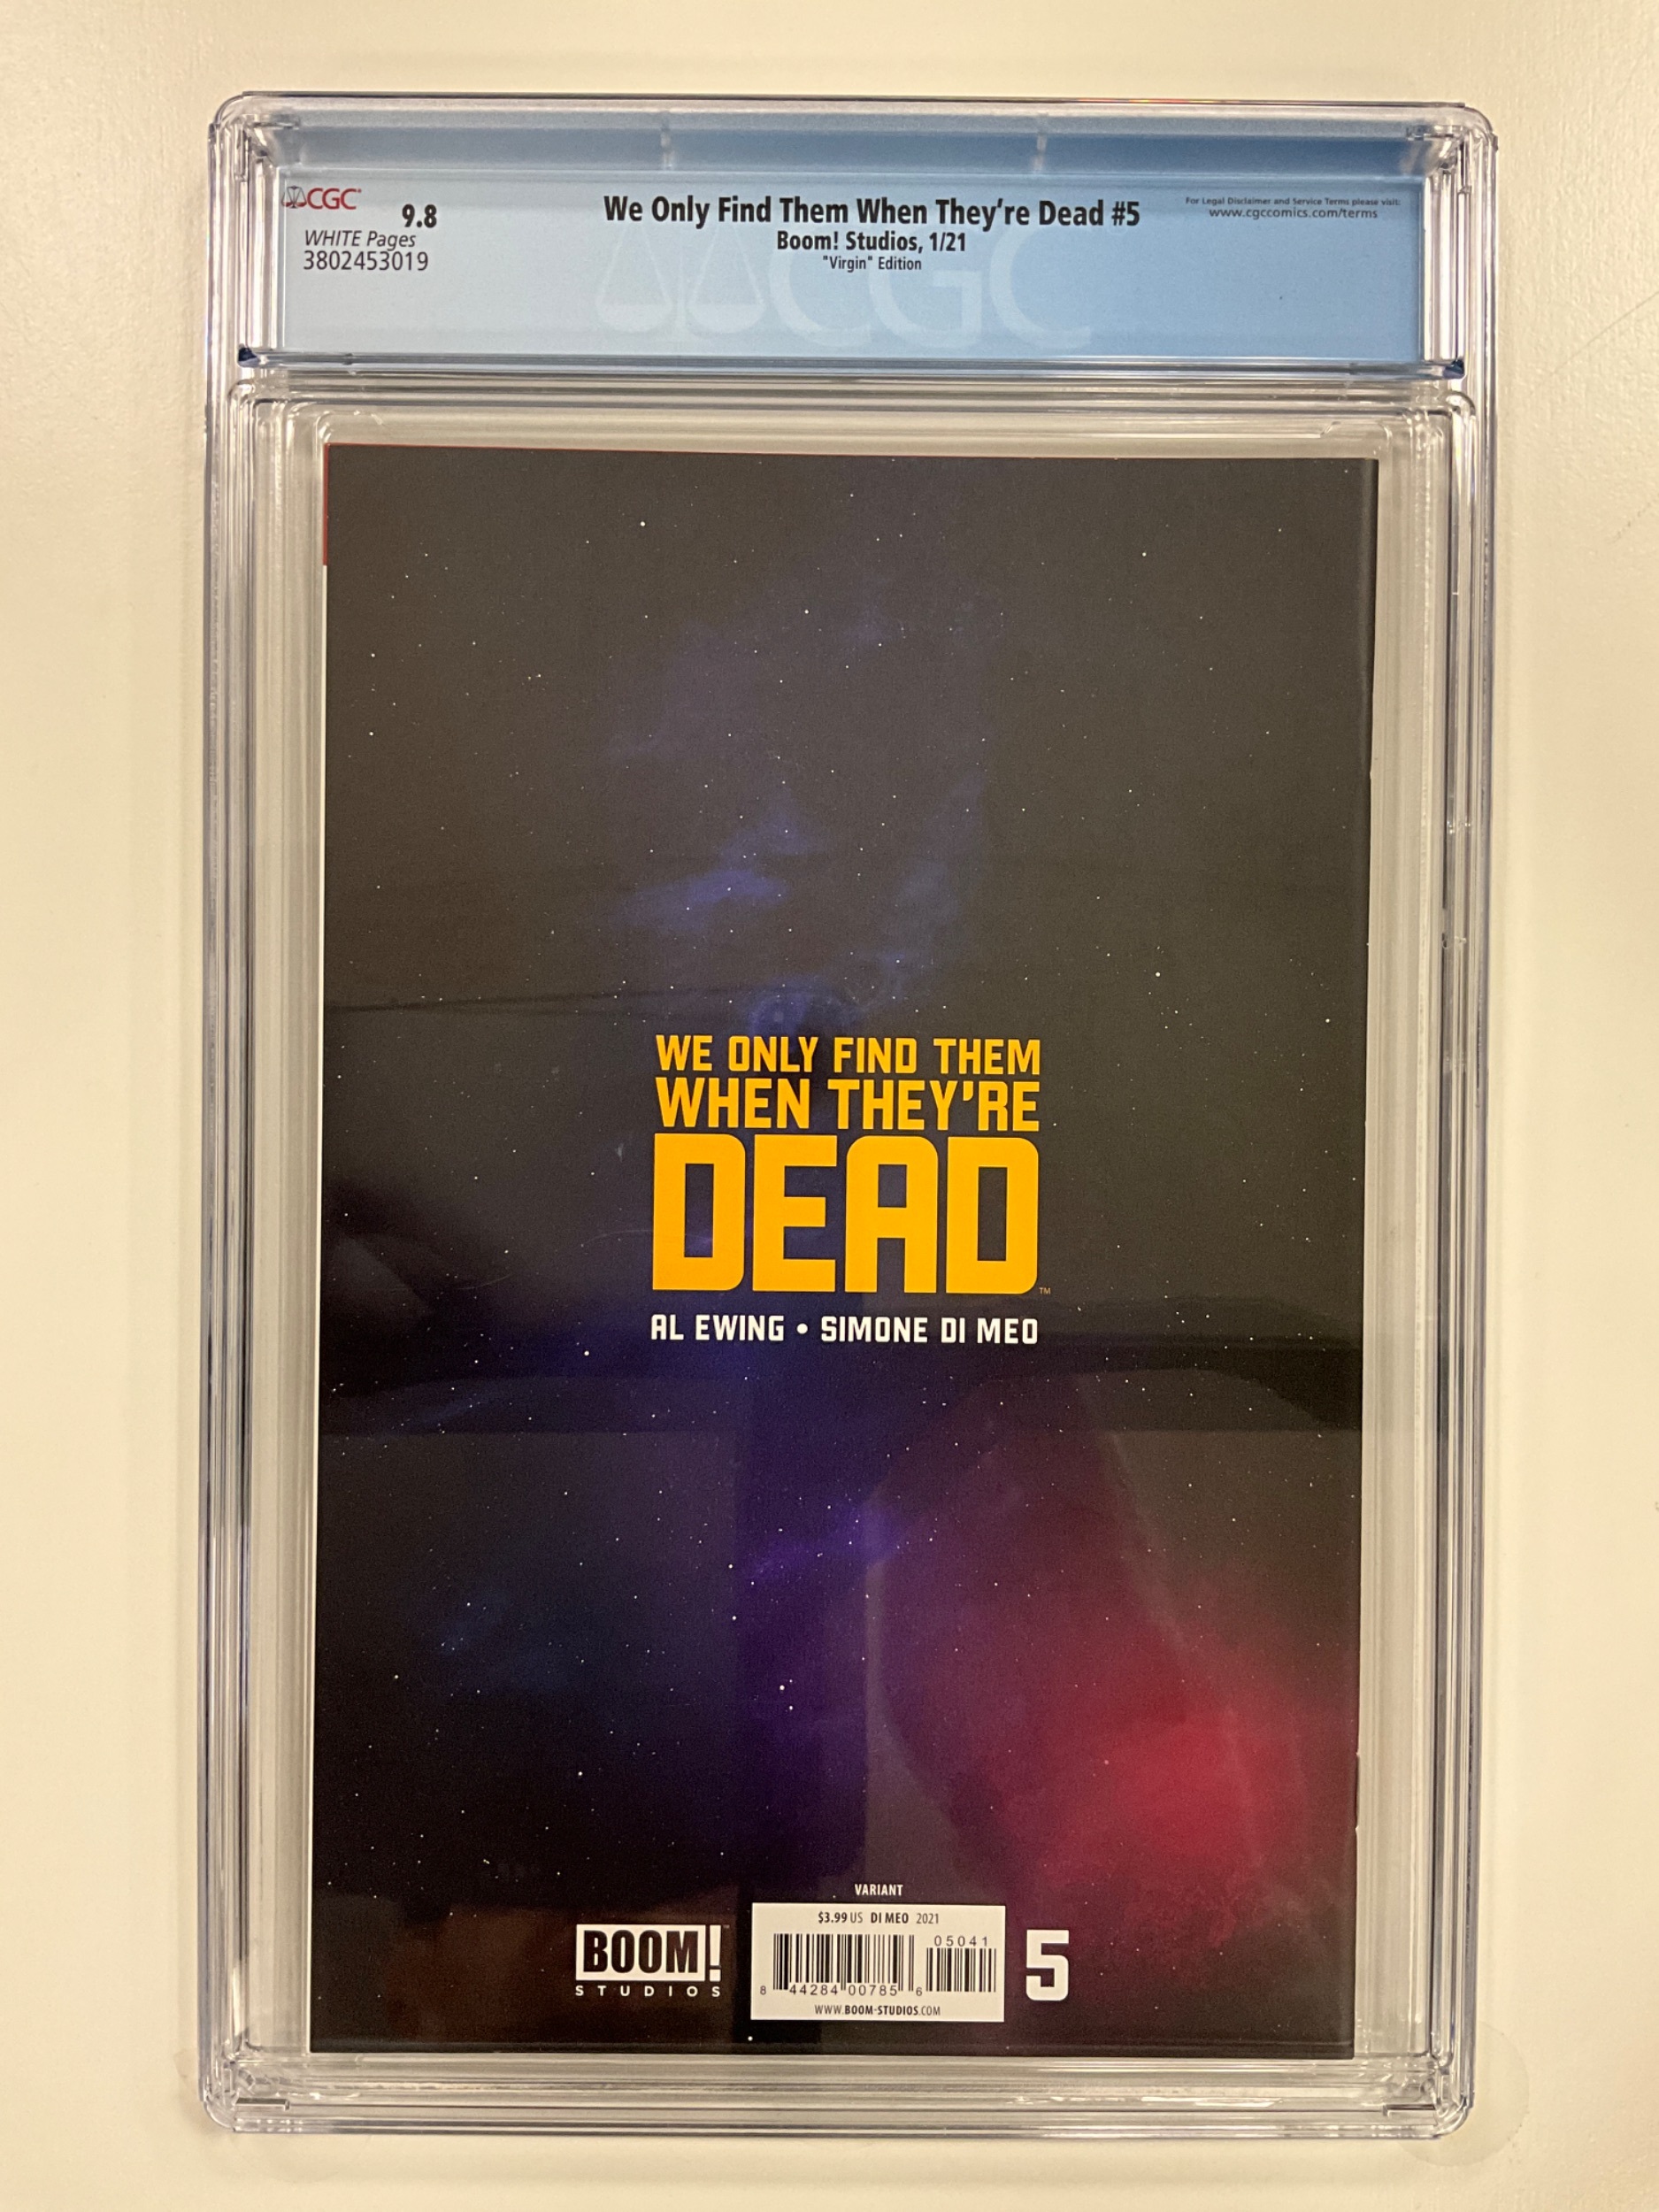 CGC
9.8
WHITE Pages
3802453019
We Only Find Them When They're Dead #5
Boom! Studios, 1/21
"Virgin" Edition
For Legal Disclaimer and Service Terms please visit:
www.cgccomics.com/terms
CGC
WE ONLY FIND THEM
WHEN THEY'RE
DEAD™
AL EWING • SIMONE DI MEO
VARIANT
$3.99 US DI MEO 2021
05041
8 44284 00785 6
WWW.BOOM-STUDIOS.COM
BOOM!™
STUDIOS
5